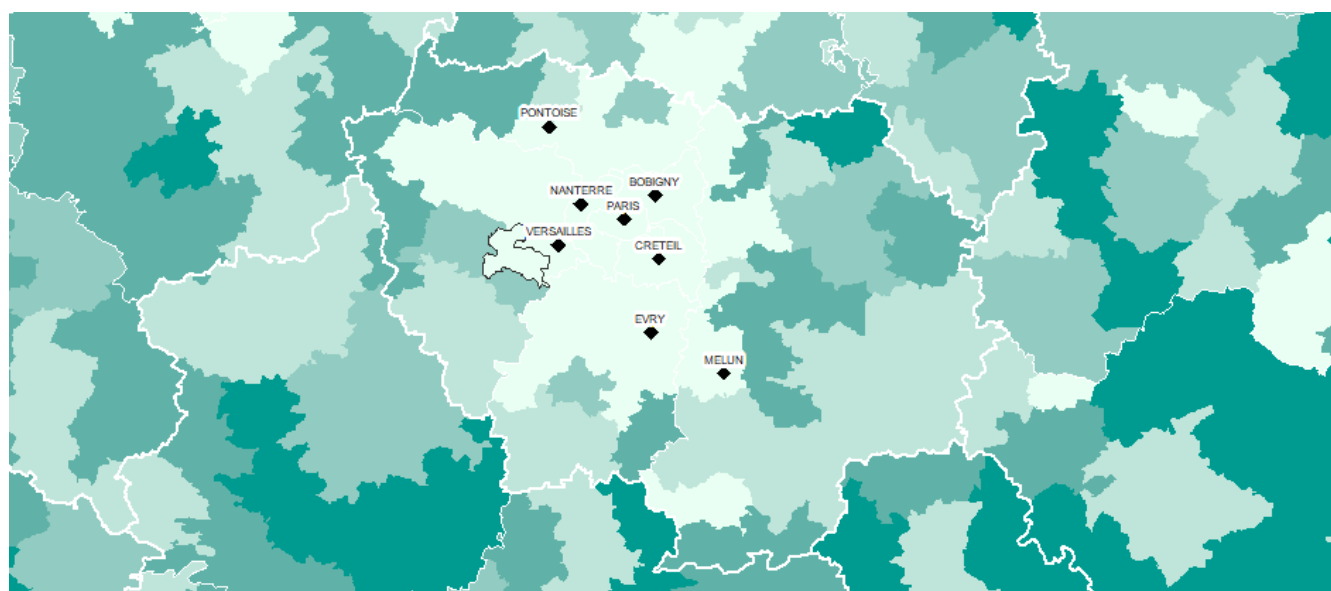 PONTOISE
NANTERRE
BOBIGNY
PARIS
VERSAILLES
CRETEIL
EVRY
MELUN